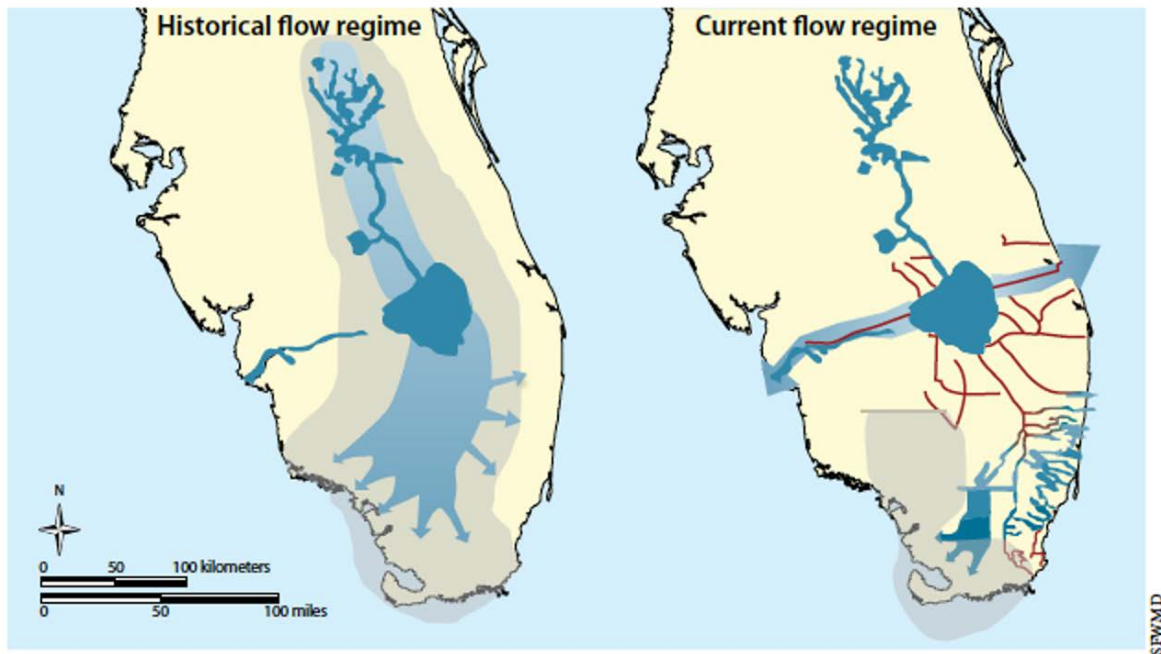 Historical flow regime
Current flow regime
N
0 50 100 kilometers
0 50 100 miles
SFWMD